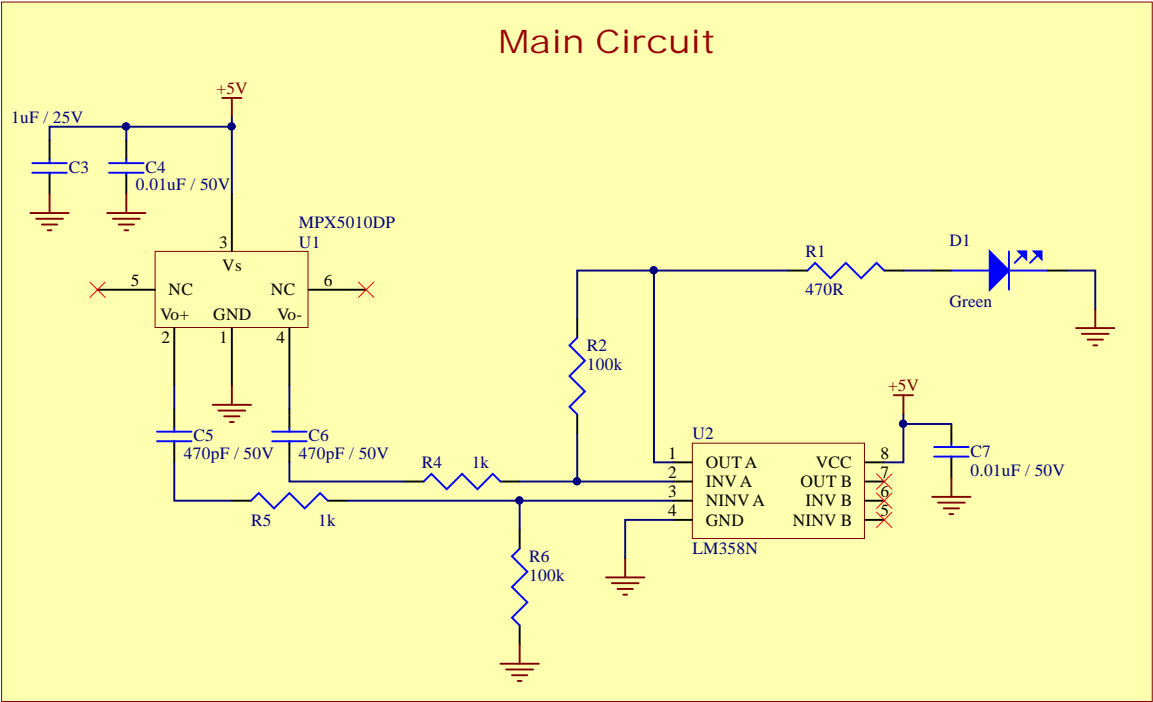 Main Circuit
+5V
1uF / 25V
C3
C4
0.01uF / 50V
MPX5010DP
U1
3
Vs
5
NC
NC
6
Vo+
GND
Vo-
2
1
4
C5
470pF / 50V
C6
470pF / 50V
R4
1k
R5
1k
R2
100k
R1
470R
D1
Green
+5V
C7
0.01uF / 50V
U2
1
OUT A
VCC
8
2
INV A
OUT B
7
3
NINV A
INV B
6
4
GND
NINV B
5
LM358N
R6
100k